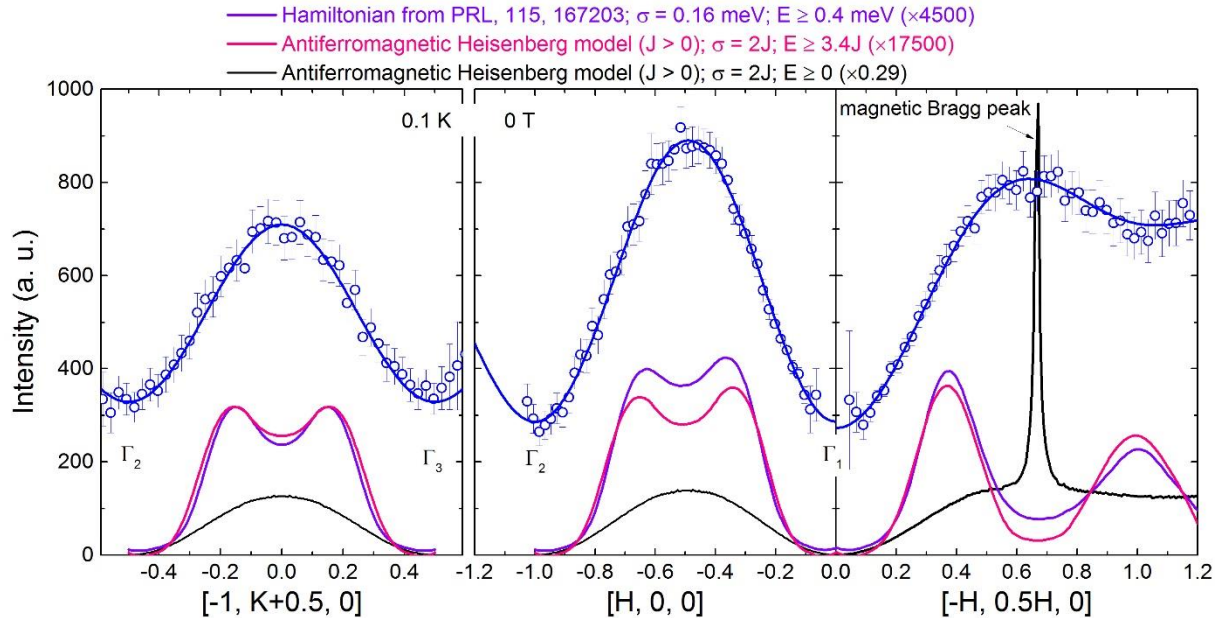 Hamiltonian from PRL, 115, 167203; σ = 0.16 meV; E ≥ 0.4 meV (×4500)
Antiferromagnetic Heisenberg model (J > 0); σ = 2J; E ≥ 3.4J (×17500)
Antiferromagnetic Heisenberg model (J > 0); σ = 2J; E ≥ 0 (×0.29)
1000
800
600
400
200
0
Intensity (a. u.)
0.1 K
0 T
magnetic Bragg peak
Γ2
Γ3
Γ2
Γ1
-0.4 -0.2 0.0 0.2 0.4
-1.2 -1.0 -0.8 -0.6 -0.4 -0.2 0.0
0.2 0.4 0.6 0.8 1.0 1.2
[-1, K+0.5, 0]
[H, 0, 0]
[-H, 0.5H, 0]